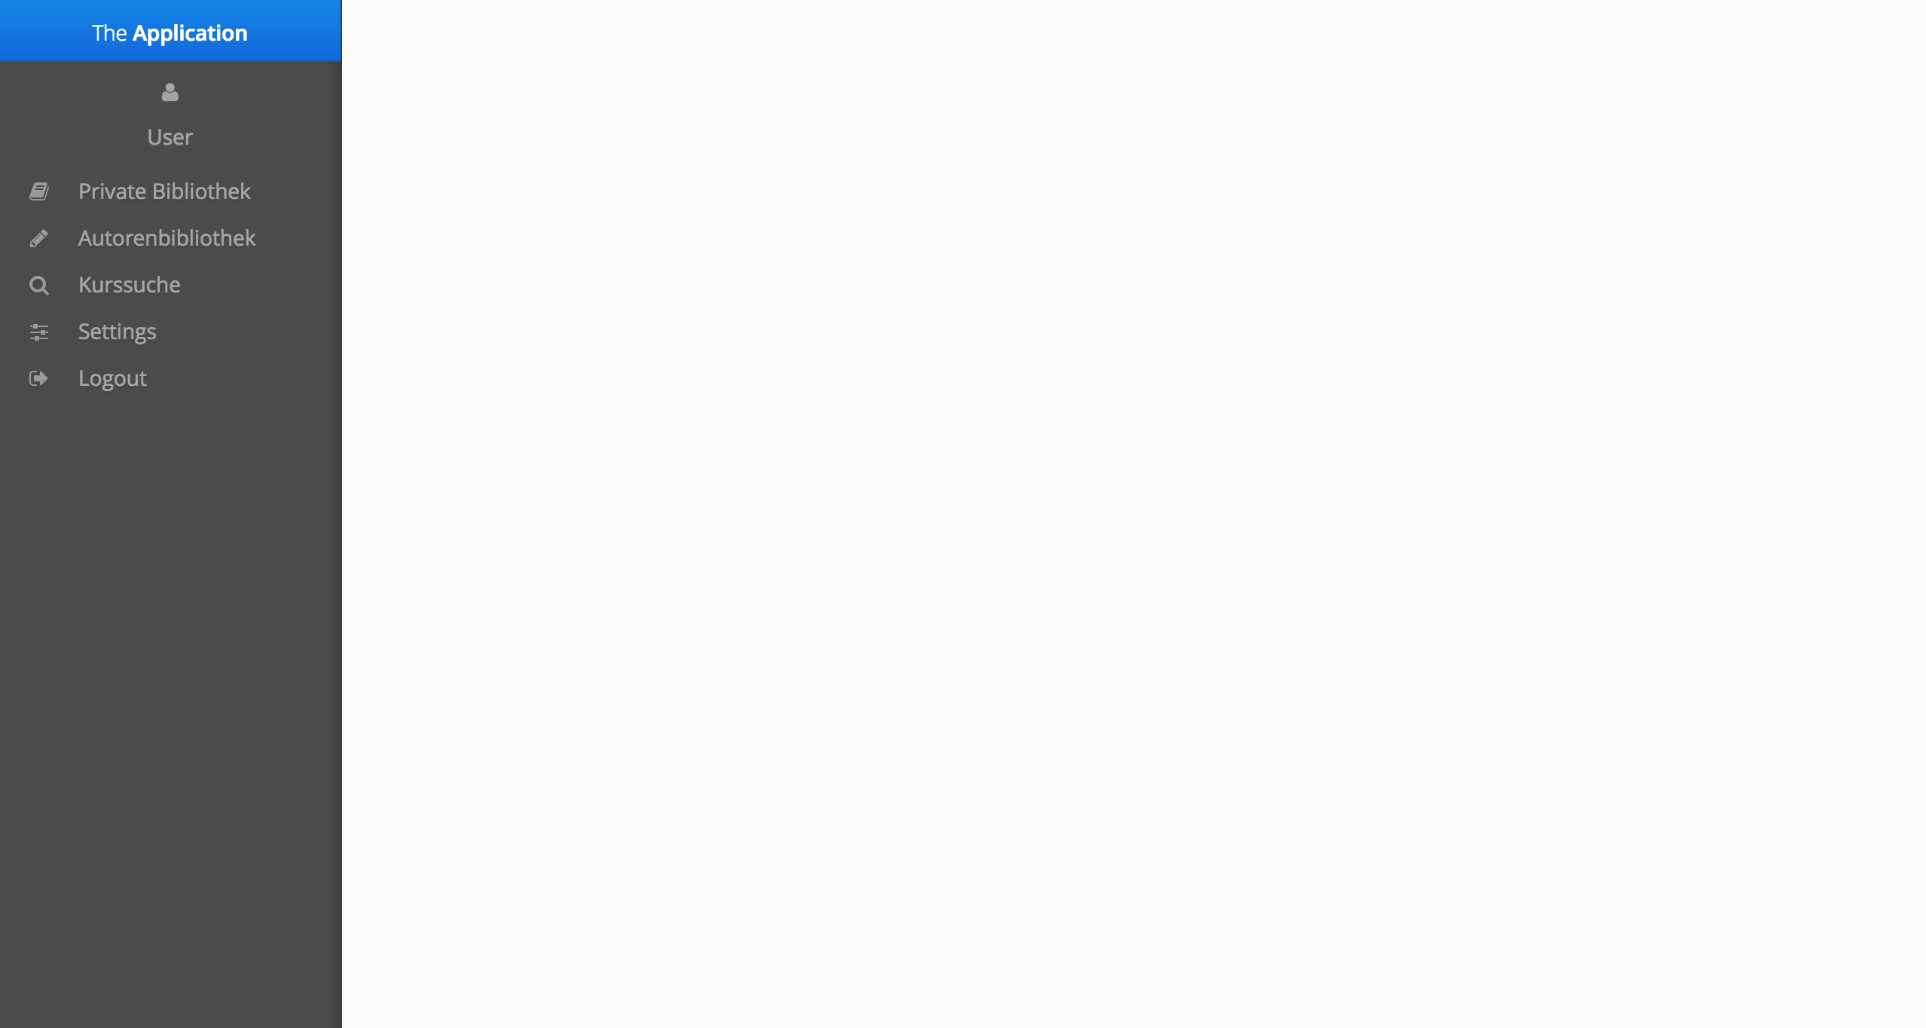 The Application
User
Private Bibliothek
Autorenbibliothek
Kurssuche
Settings
Logout